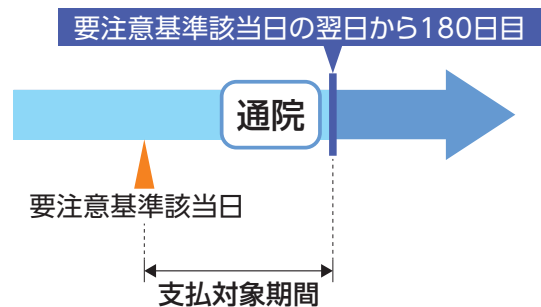 要注意基準該当日の翌日から180日目
通院
要注意基準該当日
支払対象期間